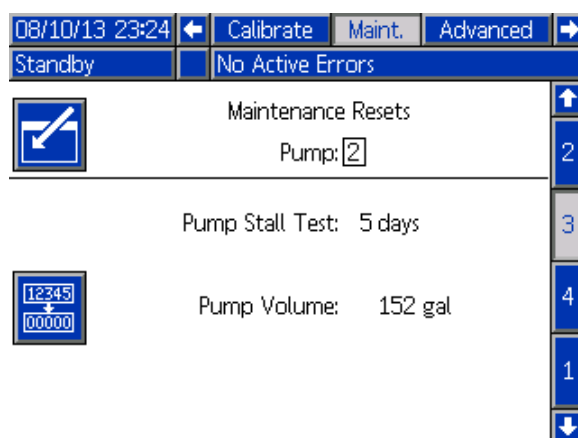 08/10/13 23:24 Calibrate Maint. Advanced
Standby No Active Errors
Maintenance Resets
Pump: 2
2
Pump Stall Test: 5 days
3
12345
00000
Pump Volume: 152 gal
4
1